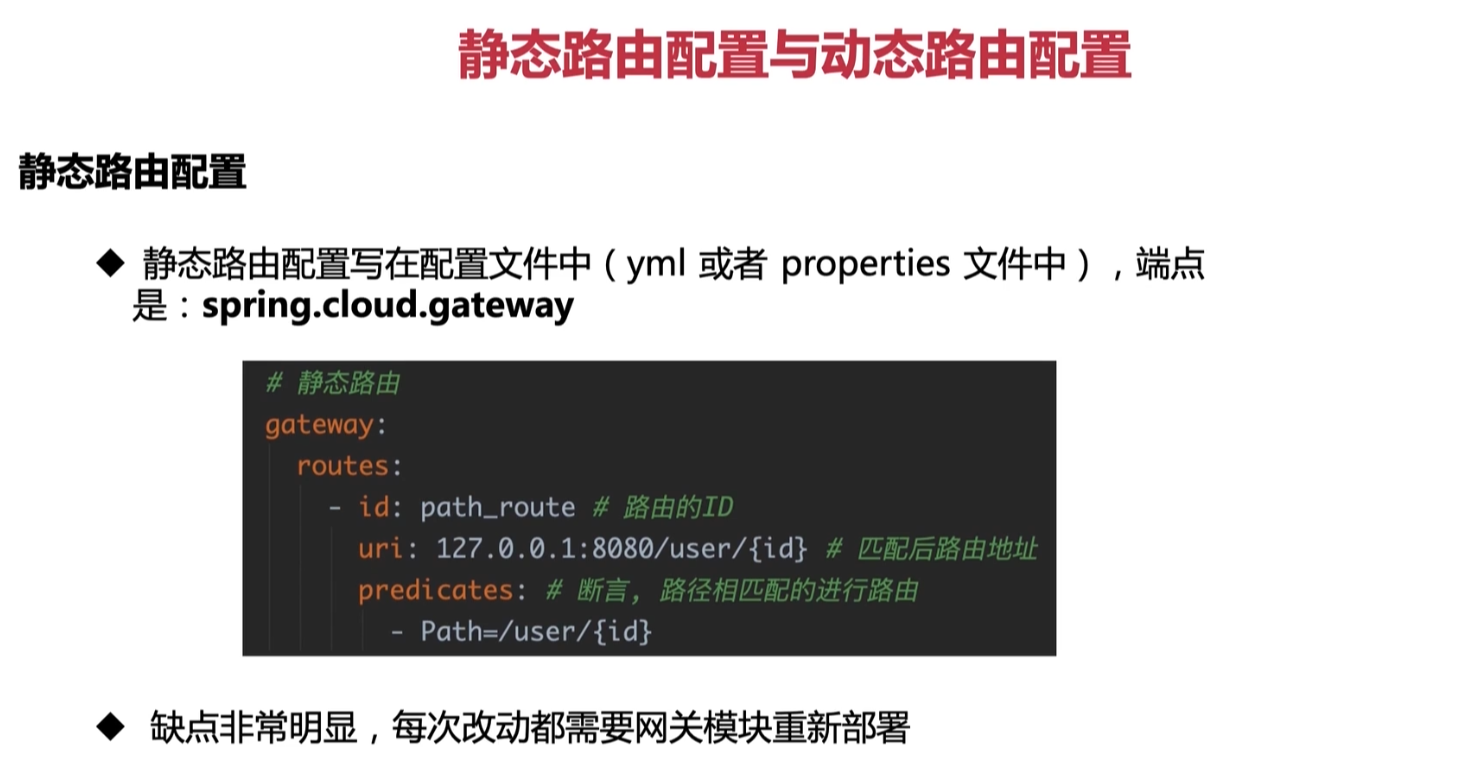 静态路由配置与动态路由配置
静态路由配置
◆ 静态路由配置写在配置文件中（yml 或者 properties 文件中），端点
是：spring.cloud.gateway
# 静态路由
gateway:
  routes:
    - id: path_route # 路由的ID
      uri: 127.0.0.1:8080/user/{id} # 匹配后路由地址
      predicates: # 断言, 路径相匹配的进行路由
        - Path=/user/{id}
◆ 缺点非常明显，每次改动都需要网关模块重新部署